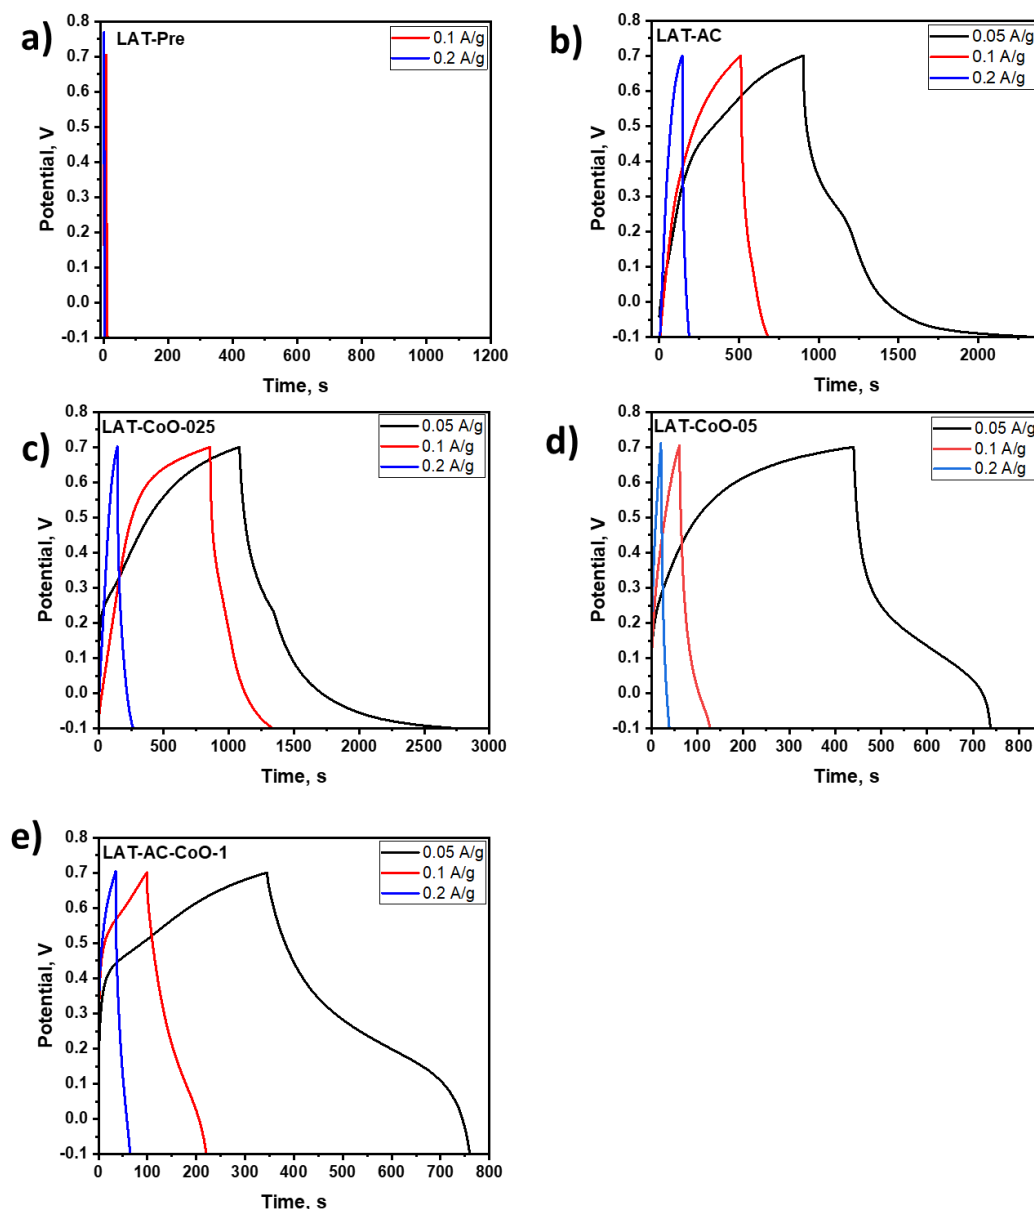 a)
LAT-Pre
0.1 A/g
0.2 A/g
0.8
0.7
0.6
0.5
0.4
0.3
0.2
0.1
0.0
-0.1
Potential, V
0 200 400 600 800 1000 1200
Time, s
b)
LAT-AC
0.05 A/g
0.1 A/g
0.2 A/g
0.8
0.7
0.6
0.5
0.4
0.3
0.2
0.1
0.0
-0.1
Potential, V
0 500 1000 1500 2000
Time, s
c)
LAT-CoO-025
0.05 A/g
0.1 A/g
0.2 A/g
0.8
0.7
0.6
0.5
0.4
0.3
0.2
0.1
0.0
-0.1
Potential, V
0 500 1000 1500 2000 2500 3000
Time, s
d)
LAT-CoO-05
0.05 A/g
0.1 A/g
0.2 A/g
0.8
0.7
0.6
0.5
0.4
0.3
0.2
0.1
0.0
-0.1
Potential, V
0 100 200 300 400 500 600 700 800
Time, s
e)
LAT-AC-CoO-1
0.05 A/g
0.1 A/g
0.2 A/g
0.8
0.7
0.6
0.5
0.4
0.3
0.2
0.1
0.0
-0.1
Potential, V
0 100 200 300 400 500 600 700 800
Time, s